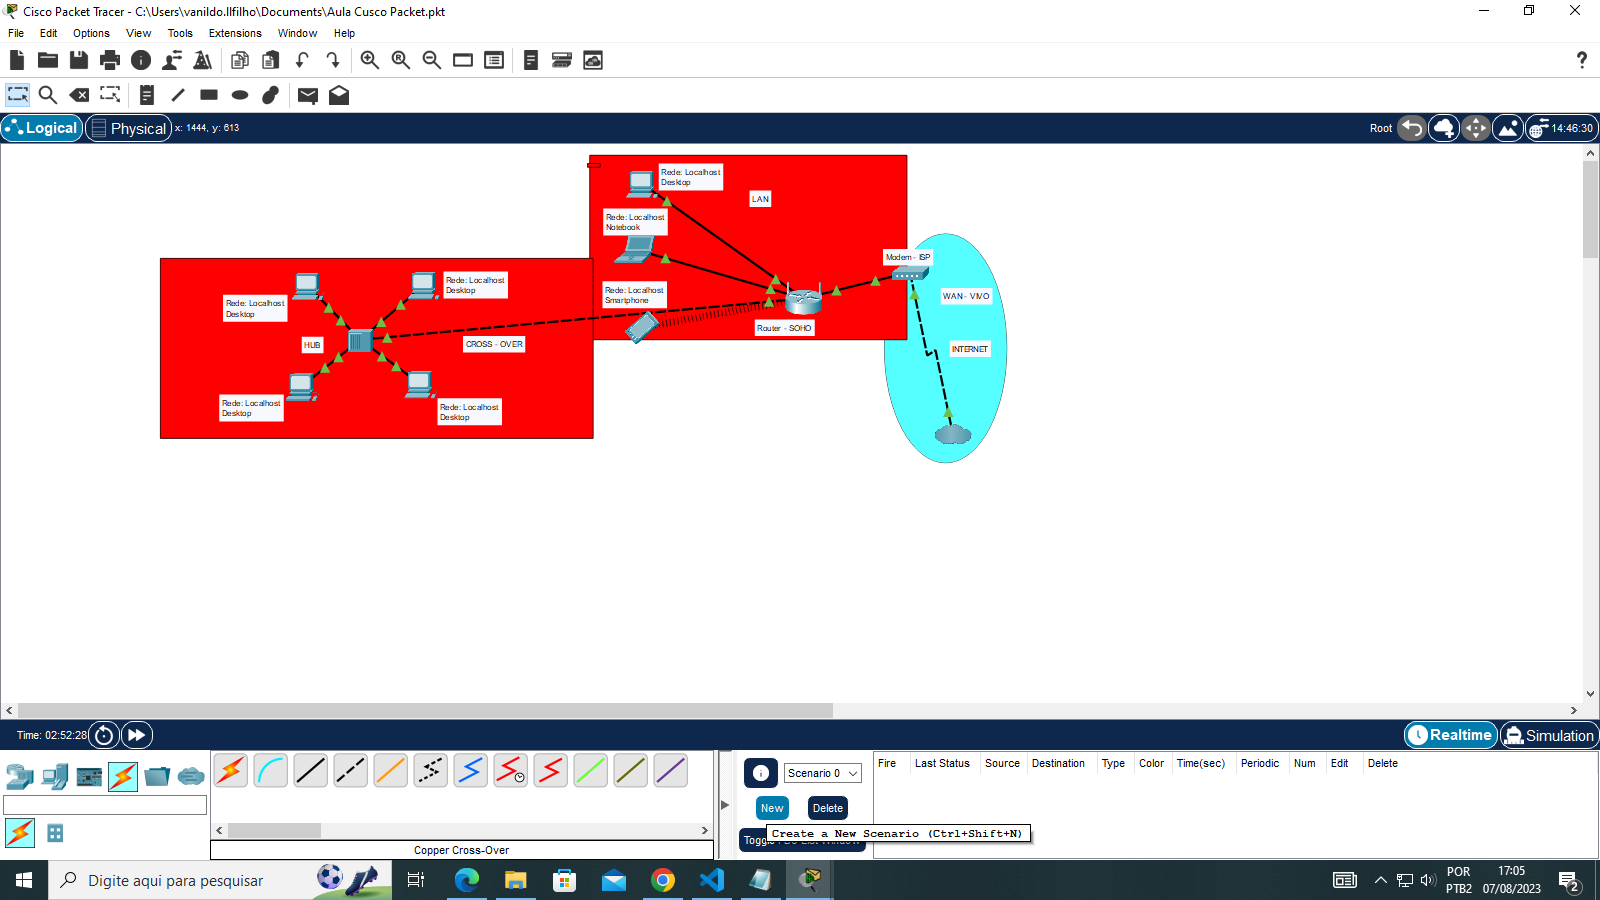 Cisco Packet Tracer - C:\Users\vanildo.llfilho\Documents\Aula Cusco Packet.pkt
File Edit Options View Tools Extensions Window Help
Logical Physical x: 1444, y: 613 Root 14:46:30
Rede: Localhost
Desktiop
LAN
Rede: Localhost
Notebook
Modem - ISP
Rede: Localhost
Desktiop
Rede: Localhost
Smartphone
WAN - VIVO
Rede: Localhost
Desktiop
Router - SOHO
HUB
CROSS - OVER
INTERNET
Rede: Localhost
Desktiop
Rede: Localhost
Desktiop
Time: 02:52:28
Realtime Simulation
Scenario 0
Fire Last Status Source Destination Type Color Time(sec) Periodic Num Edit Delete
New Delete
Create a New Scenario (Ctrl+Shift+N)
Toggle PDU List Window
Copper Cross-Over
Digite aqui para pesquisar
POR
PTB2
17:05
07/08/2023
2